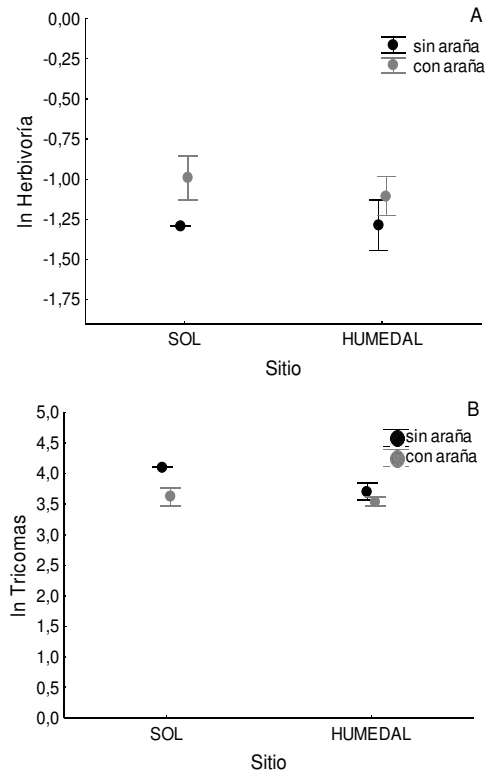 A
0,00
sin araña
con araña
-0,25
-0,50
-0,75
-1,00
-1,25
-1,50
-1,75
ln Herbivoría
SOL
HUMEDAL
Sitio
B
5,0
sin araña
con araña
4,5
4,0
3,5
3,0
2,5
2,0
1,5
1,0
0,5
0,0
ln Tricomas
SOL
HUMEDAL
Sitio